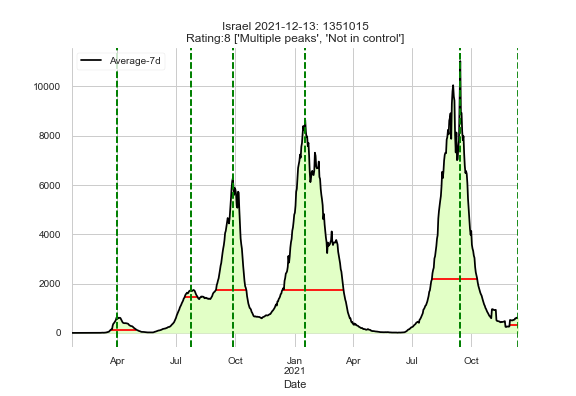 Israel 2021-12-13: 1351015
Rating:8 ['Multiple peaks', 'Not in control']
Average-7d
10000
8000
6000
4000
2000
0
Apr Jul Oct Jan Apr Jul Oct
2021
Date